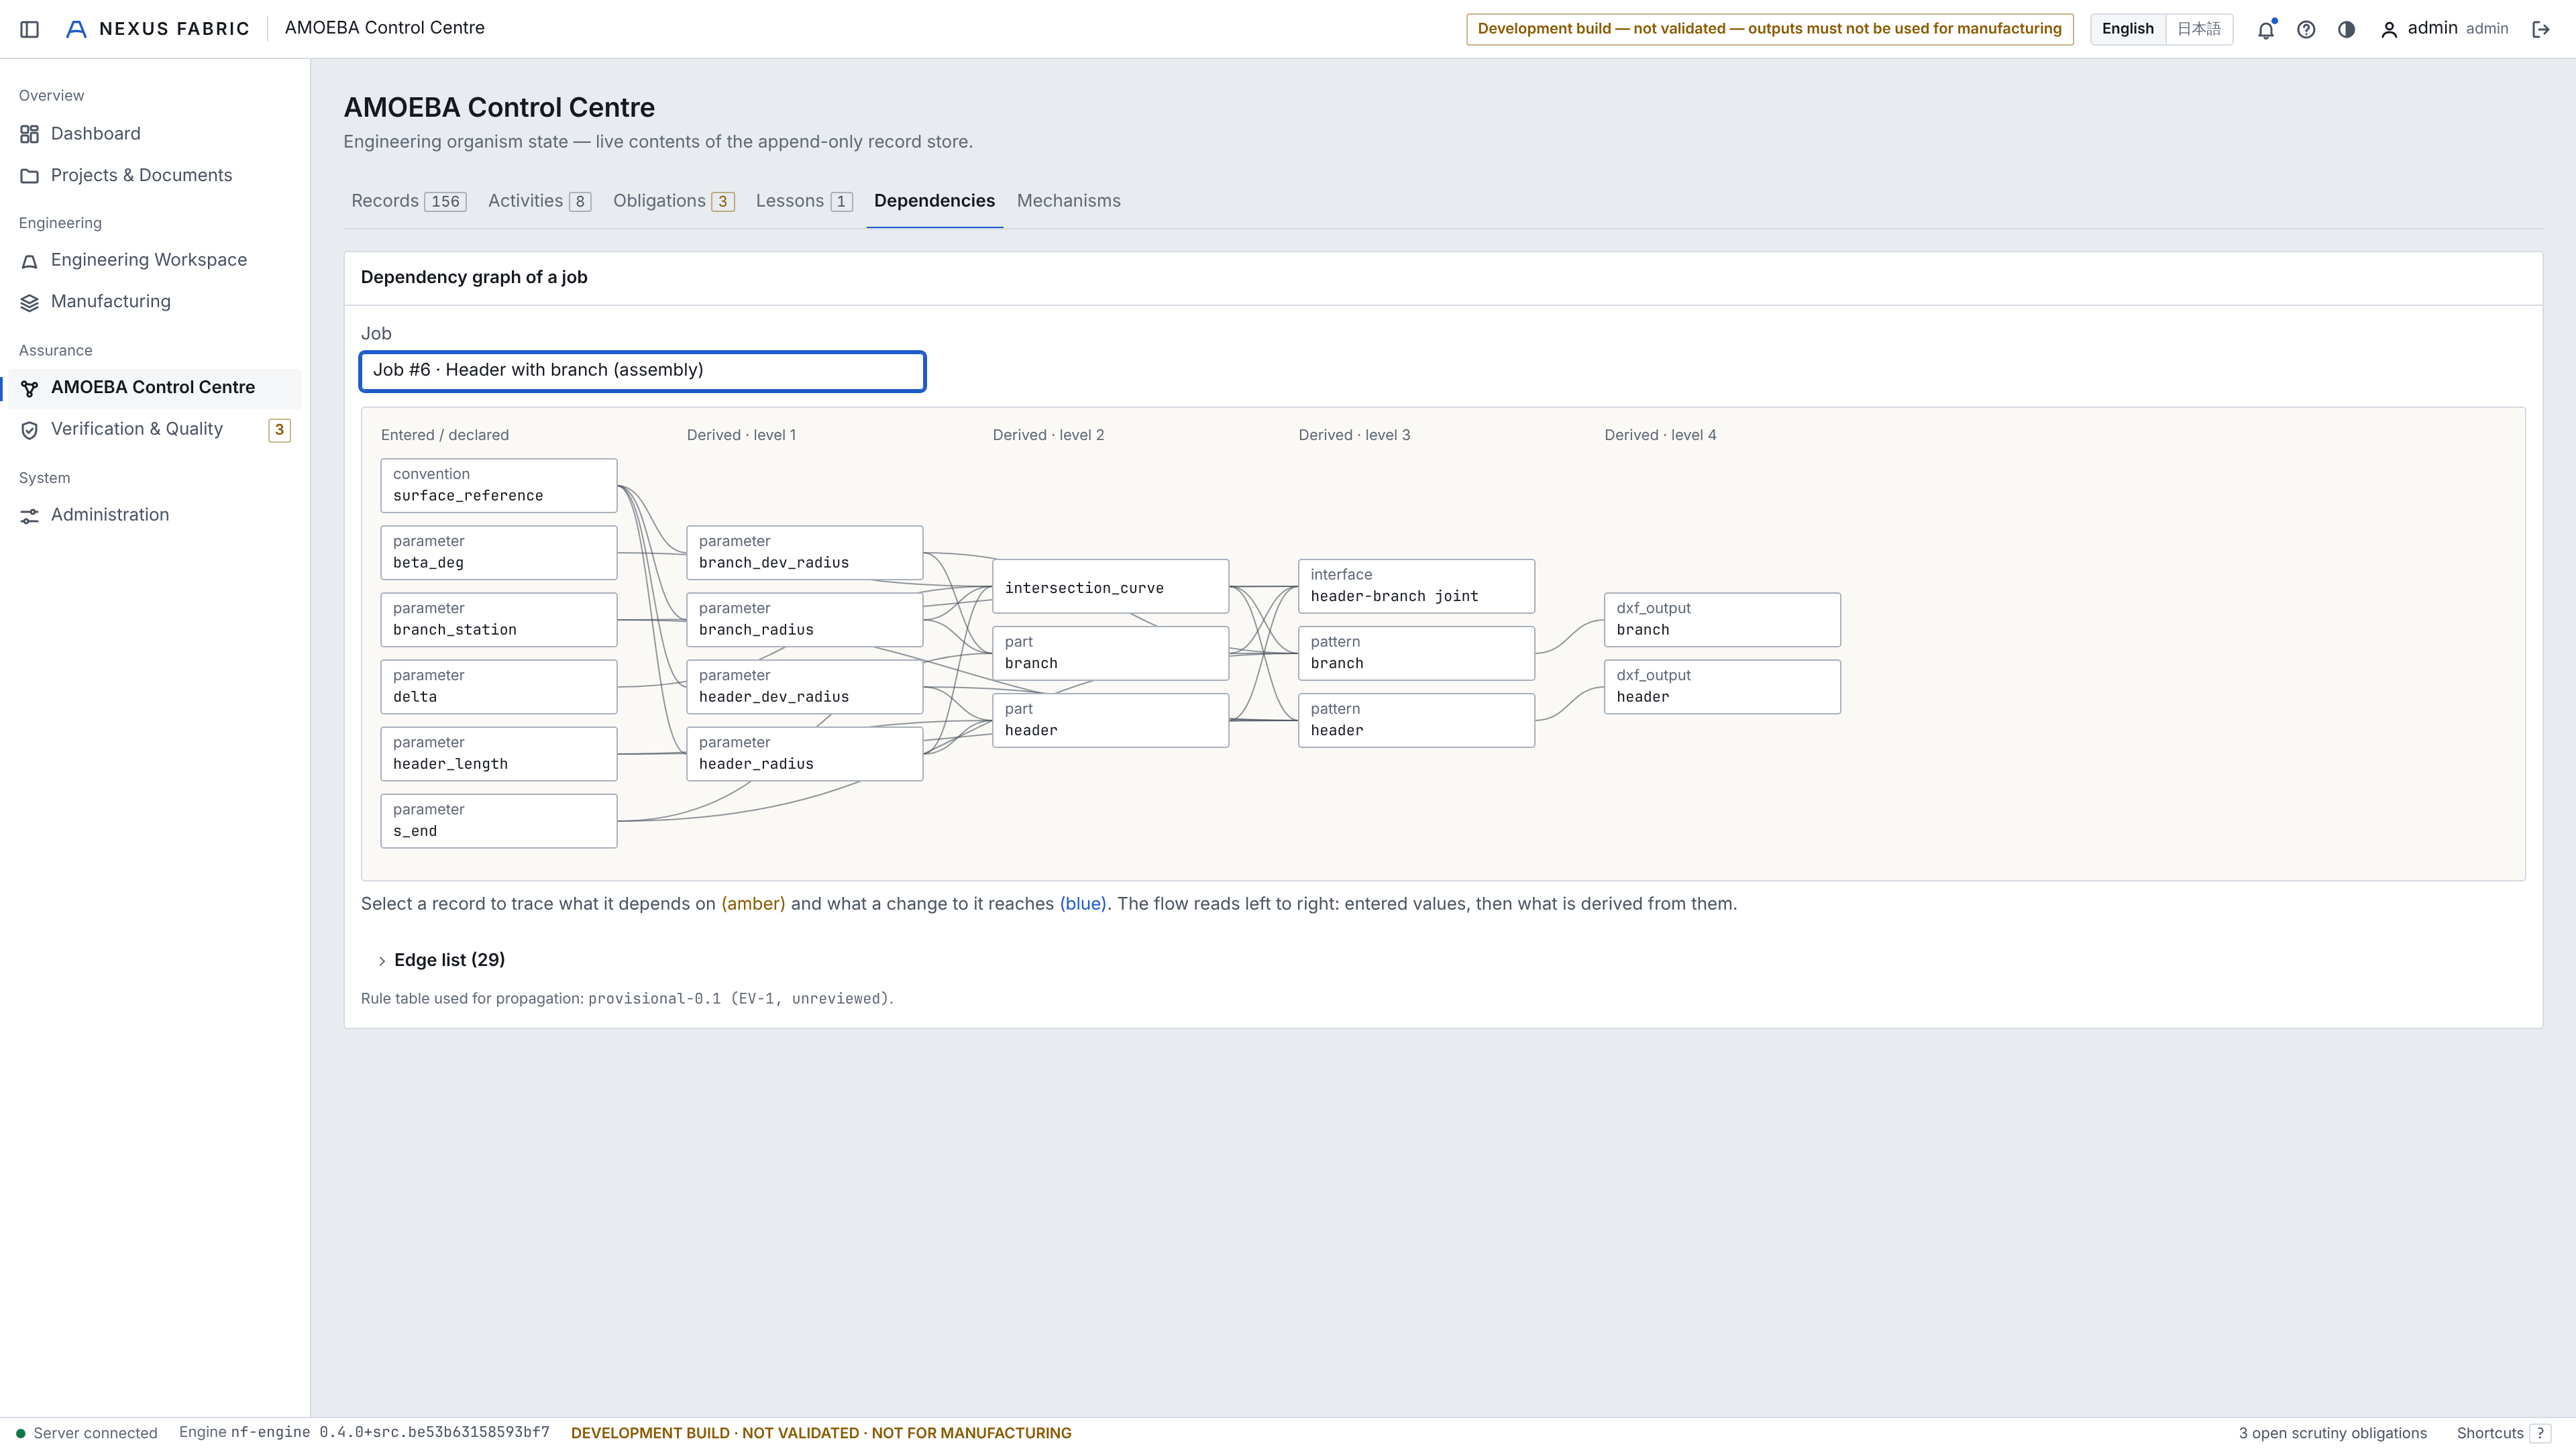 NEXUS FABRIC
AMOEBA Control Centre
Development build — not validated — outputs must not be used for manufacturing
English
日本語
admin admin
Overview
Dashboard
Projects & Documents
Engineering
Engineering Workspace
Manufacturing
Assurance
AMOEBA Control Centre
Verification & Quality 3
System
Administration
AMOEBA Control Centre
Engineering organism state — live contents of the append-only record store.
Records 156 Activities 8 Obligations 3 Lessons 1 Dependencies Mechanisms
Dependency graph of a job
Job
Job #6 · Header with branch (assembly)
Entered / declared
convention
surface_reference
parameter
beta_deg
parameter
branch_station
parameter
delta
parameter
header_length
parameter
s_end
Derived · level 1
parameter
branch_dev_radius
parameter
branch_radius
parameter
header_dev_radius
parameter
header_radius
Derived · level 2
intersection_curve
part
branch
part
header
Derived · level 3
interface
header-branch joint
pattern
branch
pattern
header
Derived · level 4
dxf_output
branch
dxf_output
header
Select a record to trace what it depends on (amber) and what a change to it reaches (blue). The flow reads left to right: entered values, then what is derived from them.
Edge list (29)
Rule table used for propagation: provisional-0.1 (EV-1, unreviewed).
Server connected
Engine nf-engine 0.4.0+src.be53b63158593bf7
DEVELOPMENT BUILD · NOT VALIDATED · NOT FOR MANUFACTURING
3 open scrutiny obligations
Shortcuts ?